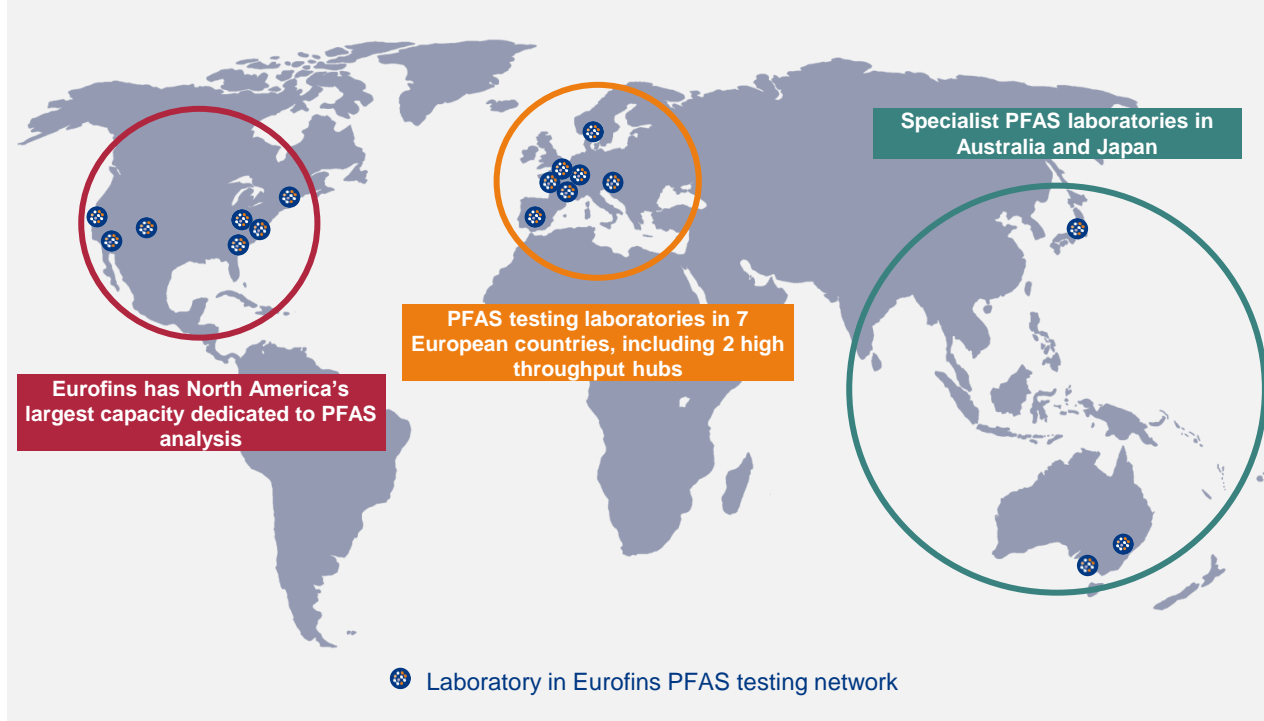 Specialist PFAS laboratories in
Australia and Japan
PFAS testing laboratories in 7
European countries, including 2 high
throughput hubs
Eurofins has North America’s
largest capacity dedicated to PFAS
analysis
Laboratory in Eurofins PFAS testing network